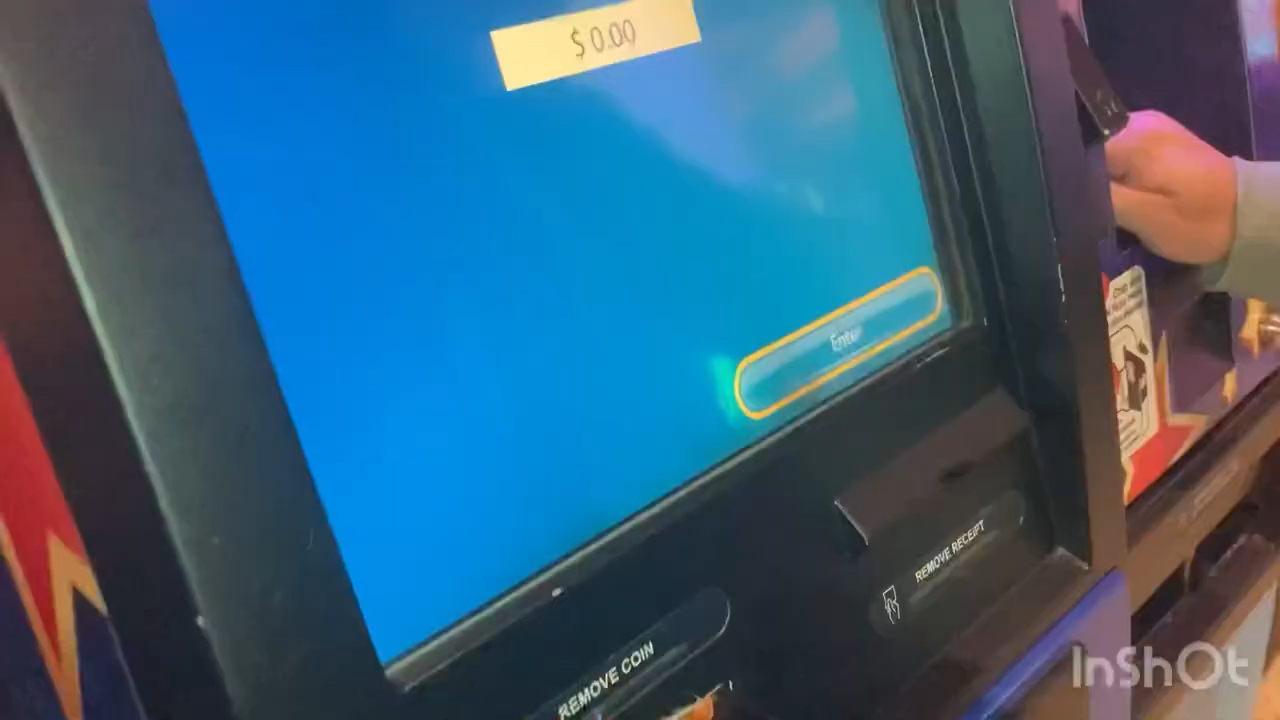 $ 0.00
Enter
REMOVE RECEIPT
REMOVE COIN
InShOt